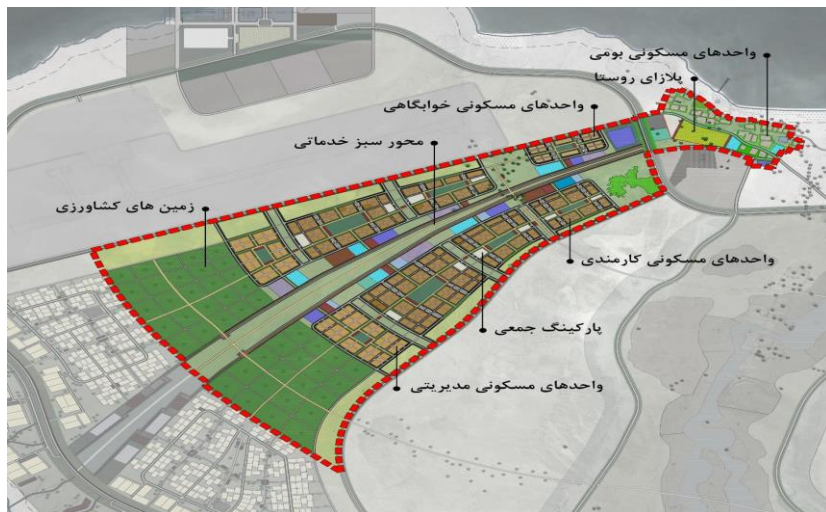 واحدهای مسکونی بومی
پلازای روستا
واحدهای مسکونی خوابگاهی
محور سبز خدماتی
زمین های کشاورزی
واحدهای مسکونی کارمندی
پارکینگ جمعی
واحدهای مسکونی مدیریتی